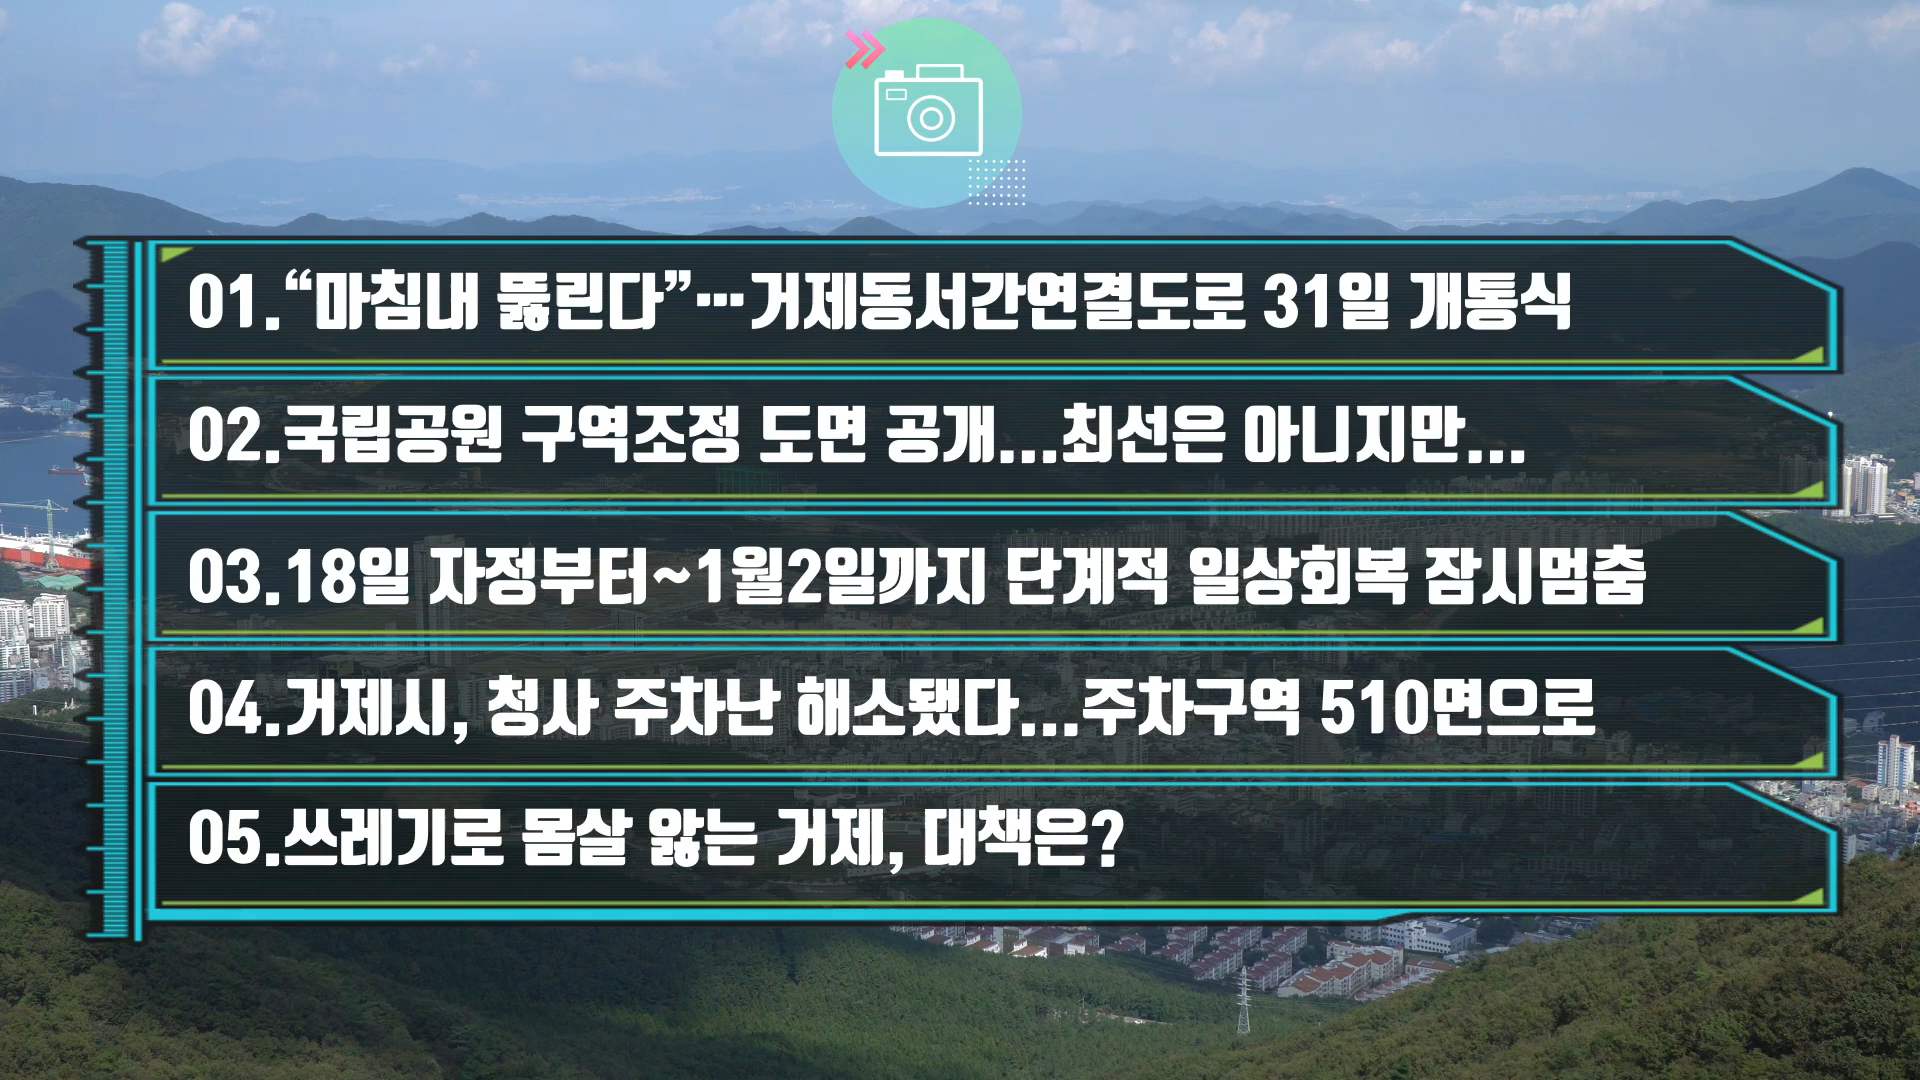 01.“마침내 뚫린다”…거제동서간연결도로 31일 개통식
02.국립공원 구역조정 도면 공개...최선은 아니지만...
03.18일 자정부터~1월2일까지 단계적 일상회복 잠시멈춤
04.거제시, 청사 주차난 해소됐다...주차구역 510면으로
05.쓰레기로 몸살 앓는 거제, 대책은?